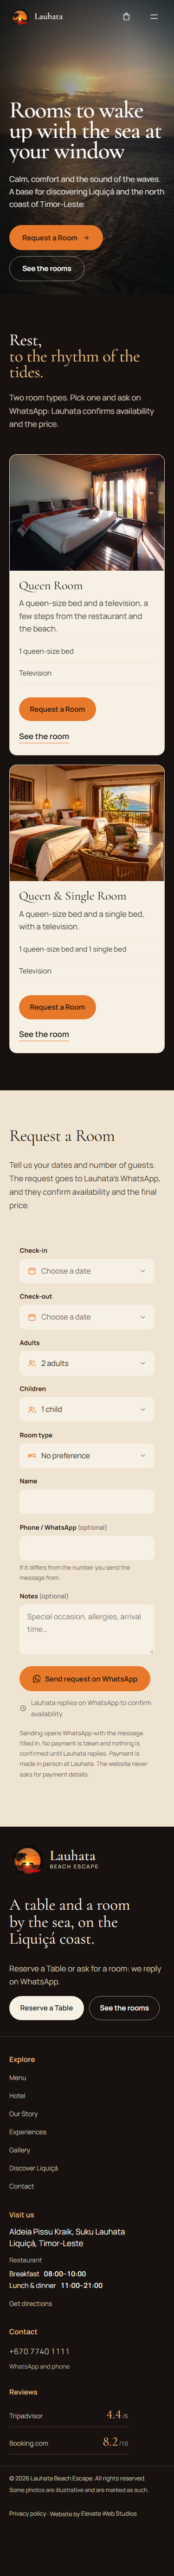 Lauhata
Rooms to wake
up with the sea at
your window
Calm, comfort and the sound of the waves.
A base for discovering Liquiçá and the north
coast of Timor-Leste.
Request a Room
See the rooms
Rest,
to the rhythm of the
tides.
Two room types. Pick one and ask on
WhatsApp: Lauhata confirms availability
and the price.
Queen Room
A queen-size bed and a television, a
few steps from the restaurant and
the beach.
1 queen-size bed
Television
Request a Room
See the room
Queen & Single Room
A queen-size bed and a single bed,
with a television.
1 queen-size bed and 1 single bed
Television
Request a Room
See the room
Request a Room
Tell us your dates and number of guests.
The request goes to Lauhata's WhatsApp,
and they confirm availability and the final
price.
Check-in
Choose a date
Check-out
Choose a date
Adults
2 adults
Children
1 child
Room type
No preference
Name
Phone / WhatsApp (optional)
If it differs from the number you send the
message from.
Notes (optional)
Special occasion, allergies, arrival
time…
Send request on WhatsApp
Lauhata replies on WhatsApp to confirm
availability.
Sending opens WhatsApp with the message
filled in. No payment is taken and nothing is
confirmed until Lauhata replies. Payment is
made in person at Lauhata. The website never
asks for payment details.
Lauhata
BEACH ESCAPE
A table and a room
by the sea, on the
Liquiçá coast.
Reserve a Table or ask for a room: we reply
on WhatsApp.
Reserve a Table
See the rooms
Explore
Menu
Hotel
Our Story
Experiences
Gallery
Discover Liquiçá
Contact
Visit us
Aldeia Pissu Kraik, Suku Lauhata
Liquiçá, Timor-Leste
Restaurant
Breakfast 08:00–10:00
Lunch & dinner 11:00–21:00
Get directions
Contact
+670 7740 1111
WhatsApp and phone
Reviews
Tripadvisor 4.4 /5
Booking.com 8.2 /10
© 2026 Lauhata Beach Escape. All rights reserved.
Some photos are illustrative and are marked as such.
Privacy policy · Website by Elevate Web Studios